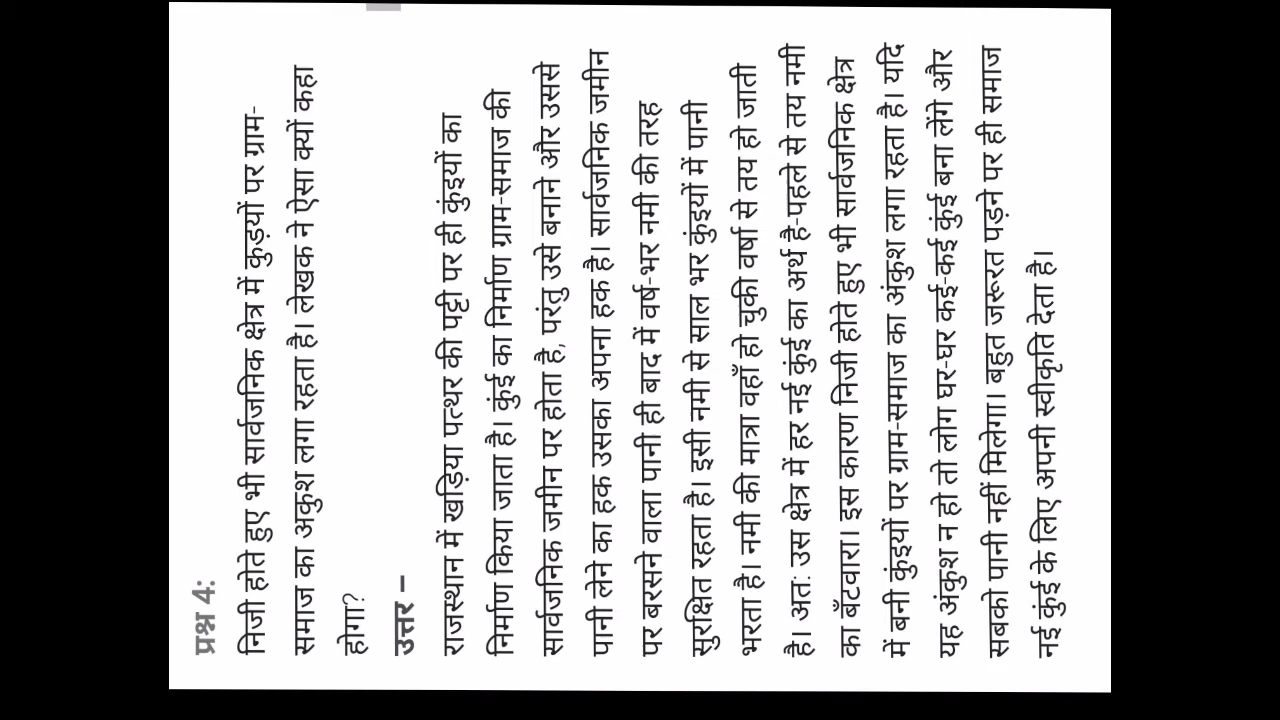 प्रश्न 4:
निजी होते हुए भी सार्वजनिक क्षेत्र में कुड़यों पर ग्राम-
समाज का अकुश लगा रहता है। लेखक ने ऐसा क्यों कहा
होगा?
उत्तर –
राजस्थान में खड़िया पत्थर की पट्टी पर ही कुंइयों का
निर्माण किया जाता है। कुंई का निर्माण ग्राम-समाज की
सार्वजनिक जमीन पर होता है, परंतु उसे बनाने और उससे
पानी लेने का हक उसका अपना हक है। सार्वजनिक जमीन
पर बरसने वाला पानी ही बाद में वर्ष-भर नमी की तरह
सुरक्षित रहता है। इसी नमी से साल भर कुंइयों में पानी
भरता है। नमी की मात्रा वहाँ हो चुकी वर्षा से तय हो जाती
है। अतः उस क्षेत्र में हर नई कुंई का अर्थ है-पहले से तय नमी
का बँटवारा। इस कारण निजी होते हुए भी सार्वजनिक क्षेत्र
में बनी कुंइयों पर ग्राम-समाज का अंकुश लगा रहता है। यदि
यह अंकुश न हो तो लोग घर-घर कई-कई कुंई बना लेंगे और
सबको पानी नहीं मिलेगा। बहुत जरूरत पड़ने पर ही समाज
नई कुंई के लिए अपनी स्वीकृति देता है।